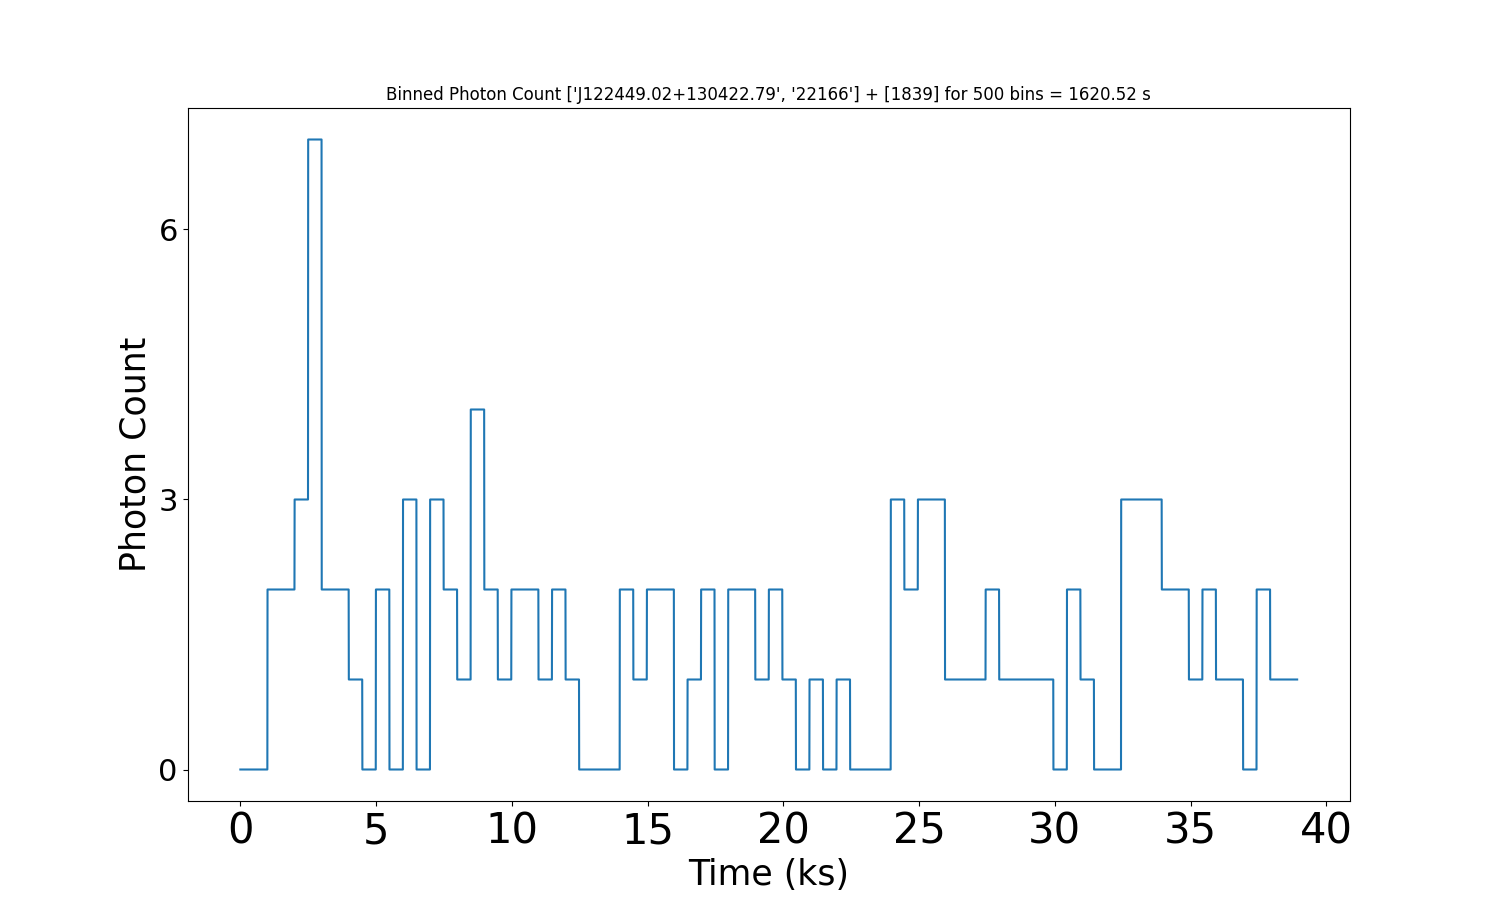 Binned Photon Count ['J122449.02+130422.79', '22166'] + [1839] for 500 bins = 1620.52 s
6
3
0
Photon Count
0 5 10 15 20 25 30 35 40
Time (ks)